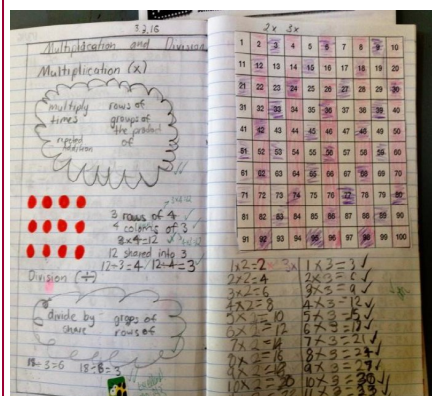 3.2.16
Multiplication and Division
Multiplication (x)
multiply rows of
times groups of
the product
of
3 rows of 4
4 coloms of 3
3x4=12
12 shared into 3
12÷3=4 12÷4=3
Division (÷)
divide by grops of
share rows of
18÷3=6 18÷6=3
2x 3x
1 2 3 4 5 6 7 8 9 10
11 12 13 14 15 16 17 18 19 20
21 22 23 24 25 26 27 28 29 30
31 32 33 34 35 36 37 38 39 40
41 42 43 44 45 46 47 48 49 50
51 52 53 54 55 56 57 58 59 60
61 62 63 64 65 66 67 68 69 70
71 72 73 74 75 76 77 78 79 80
81 82 83 84 85 86 87 88 89 90
91 92 93 94 95 96 97 98 99 100
1x2=2 1x3=3
2x2=4 2x3=6
3x2=6 3x3=9
4x2=8 4x3=12
5x2=10 5x3=15
6x2=12 6x3=18
7x2=14 7x3=21
8x2=16 8x3=24
9x2=18 9x3=27
10x2=20 10x3=30
11x3=33